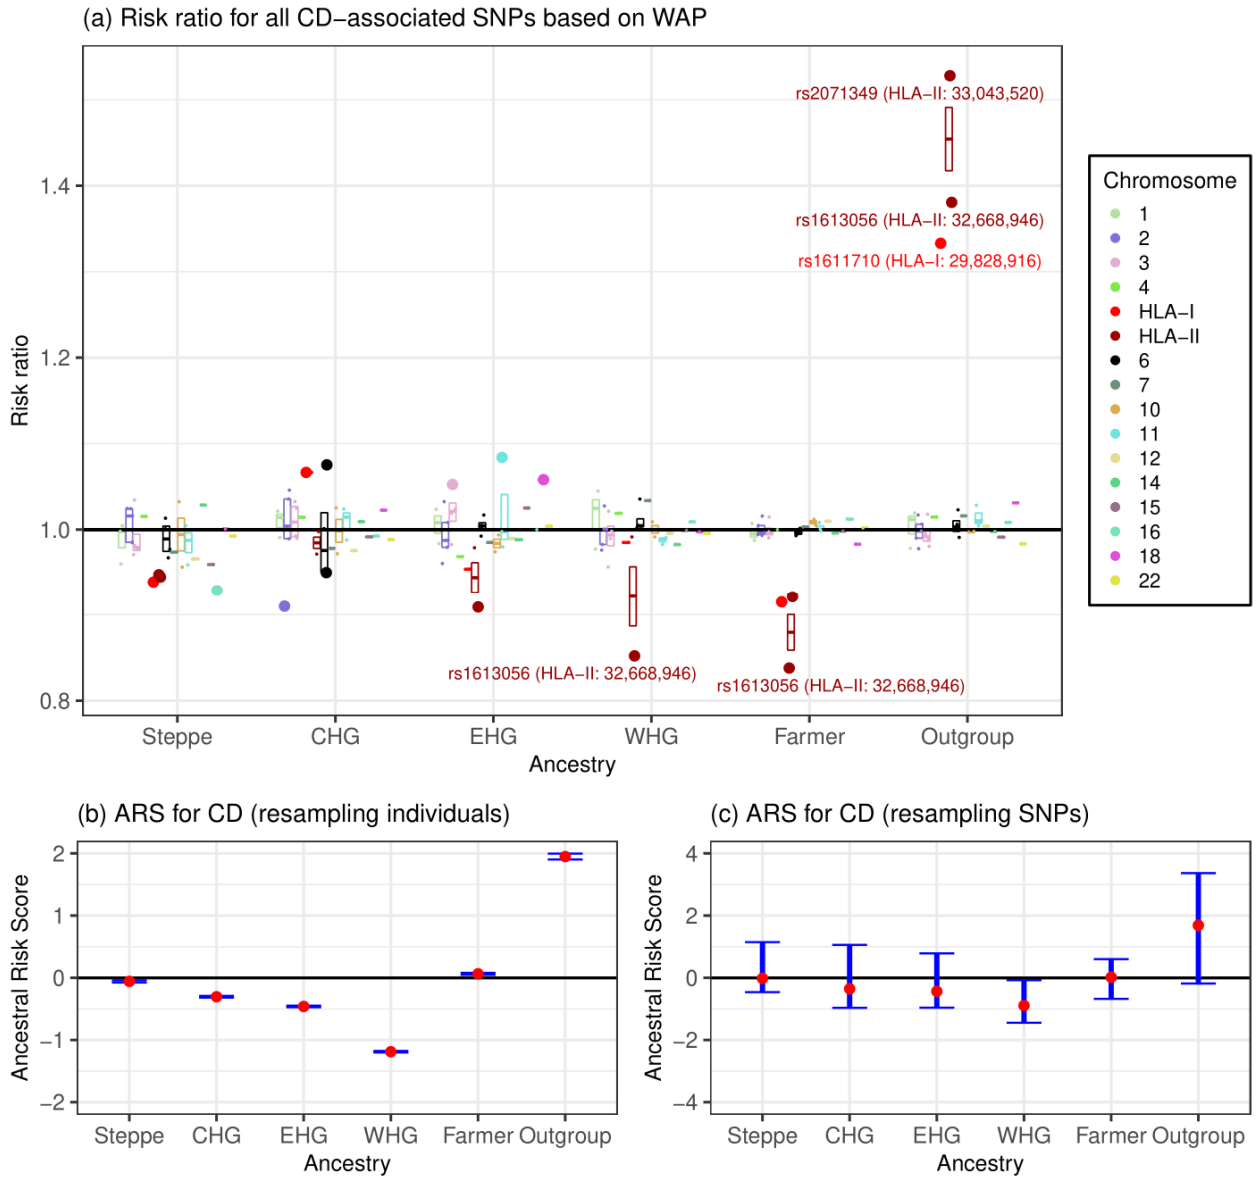 (a) Risk ratio for all CD−associated SNPs based on WAP
Risk ratio
1.4
1.2
1.0
0.8
rs2071349 (HLA−II: 33,043,520)
rs1613056 (HLA−II: 32,668,946)
rs1611710 (HLA−I: 29,828,916)
rs1613056 (HLA−II: 32,668,946)
rs1613056 (HLA−II: 32,668,946)
Steppe CHG EHG WHG Farmer Outgroup
Ancestry
Chromosome
1
2
3
4
HLA−I
HLA−II
6
7
10
11
12
14
15
16
18
22
(b) ARS for CD (resampling individuals)
Ancestral Risk Score
2
1
0
−1
−2
Steppe CHG EHG WHG Farmer Outgroup
Ancestry
(c) ARS for CD (resampling SNPs)
Ancestral Risk Score
4
2
0
−2
−4
Steppe CHG EHG WHG Farmer Outgroup
Ancestry